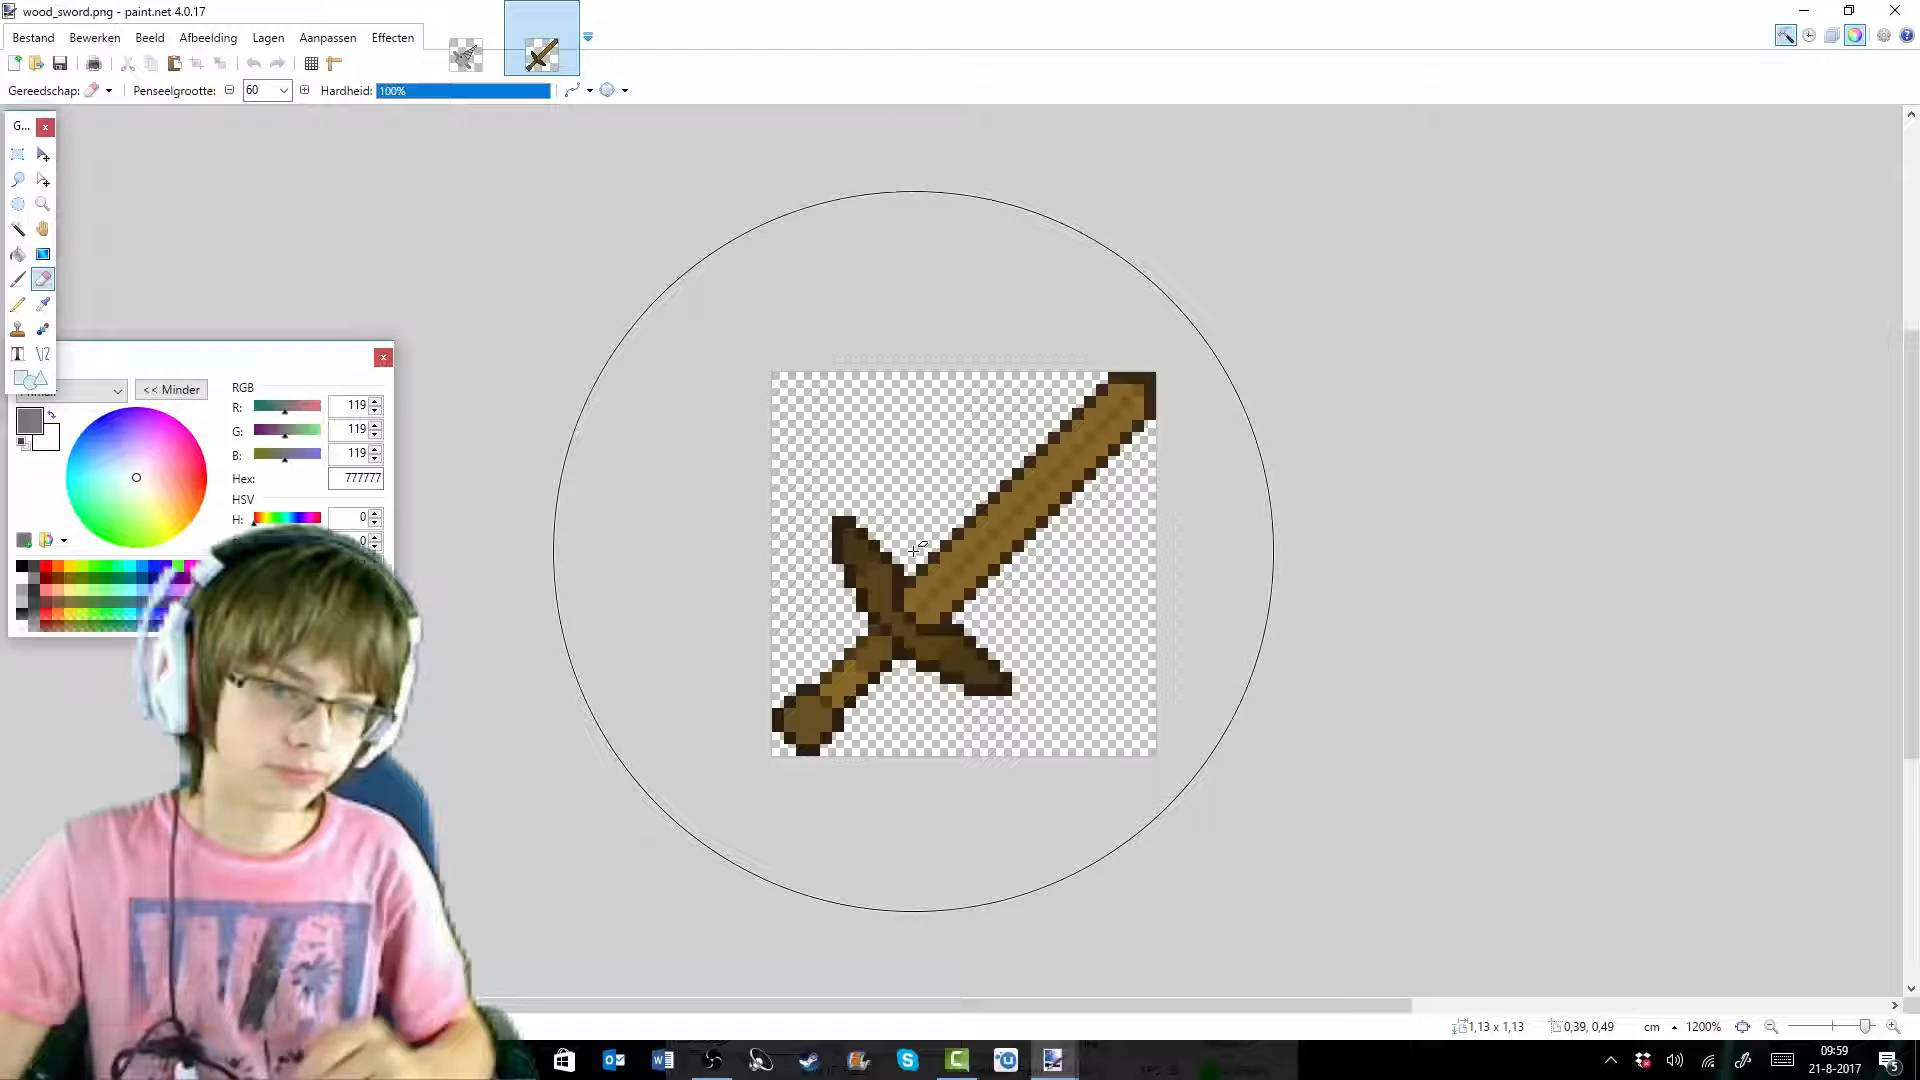 wood_sword.png - paint.net 4.0.17
Bestand Bewerken Beeld Afbeelding Lagen Aanpassen Effecten
Gereedschap: Penseelgrootte: 60 Hardheid: 100%
G...
<< Minder
RGB
R: 119
G: 119
B: 119
Hex: 777777
HSV
H: 0
0
1,13 x 1,13 0,39, 0,49 cm 1200%
09:59
21-8-2017
5